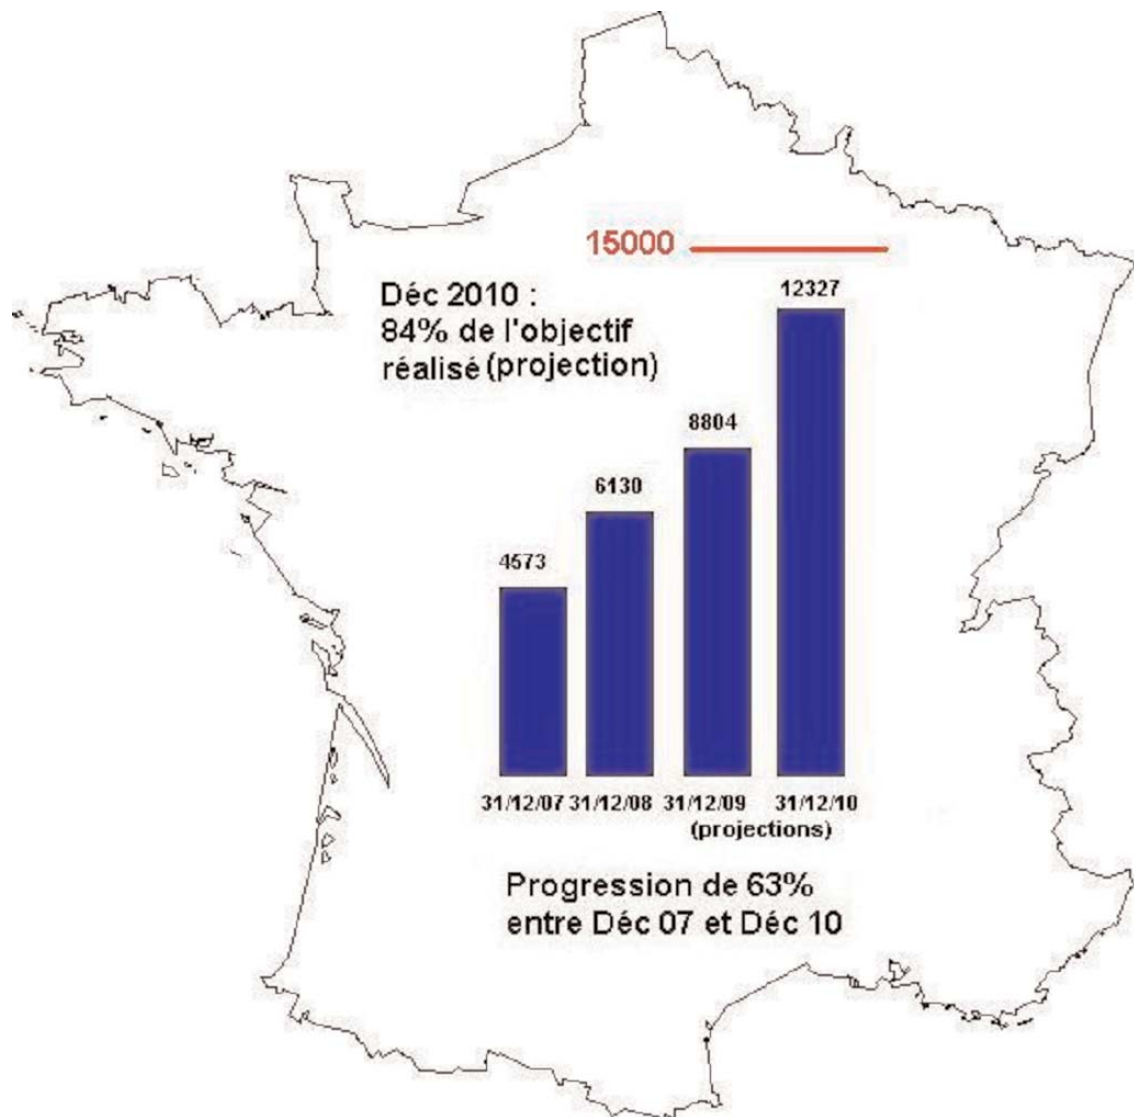 15000
Déc 2010 :
84% de l'objectif
réalisé (projection)
12327
8804
6130
4573
31/12/07 31/12/08 31/12/09 31/12/10
(projections)
Progression de 63%
entre Déc 07 et Déc 10